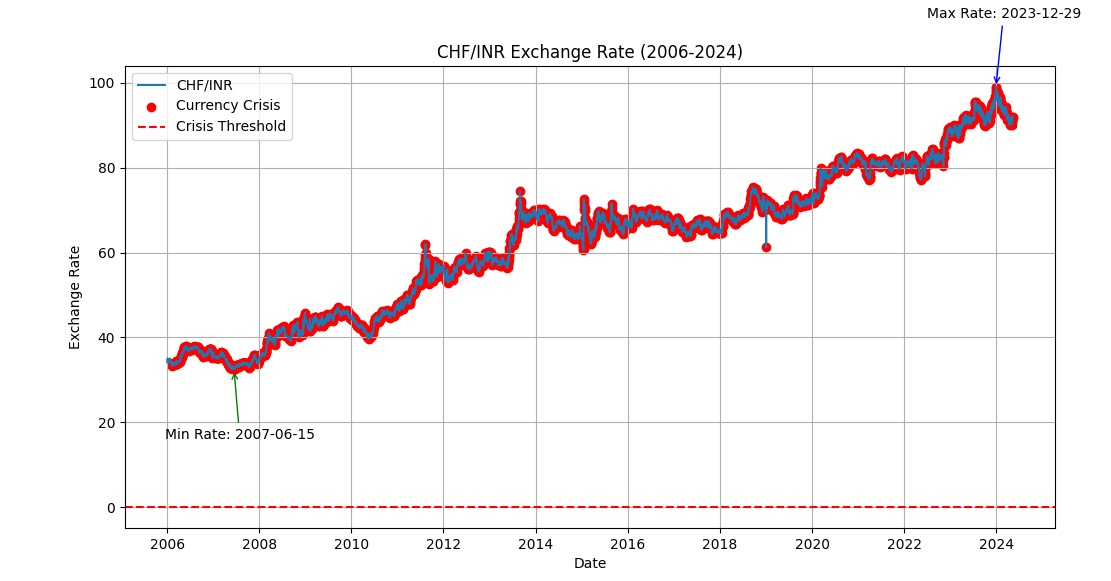 Max Rate: 2023-12-29
CHF/INR Exchange Rate (2006-2024)
CHF/INR
Currency Crisis
Crisis Threshold
100
80
60
40
20
0
Exchange Rate
Min Rate: 2007-06-15
2006 2008 2010 2012 2014 2016 2018 2020 2022 2024
Date